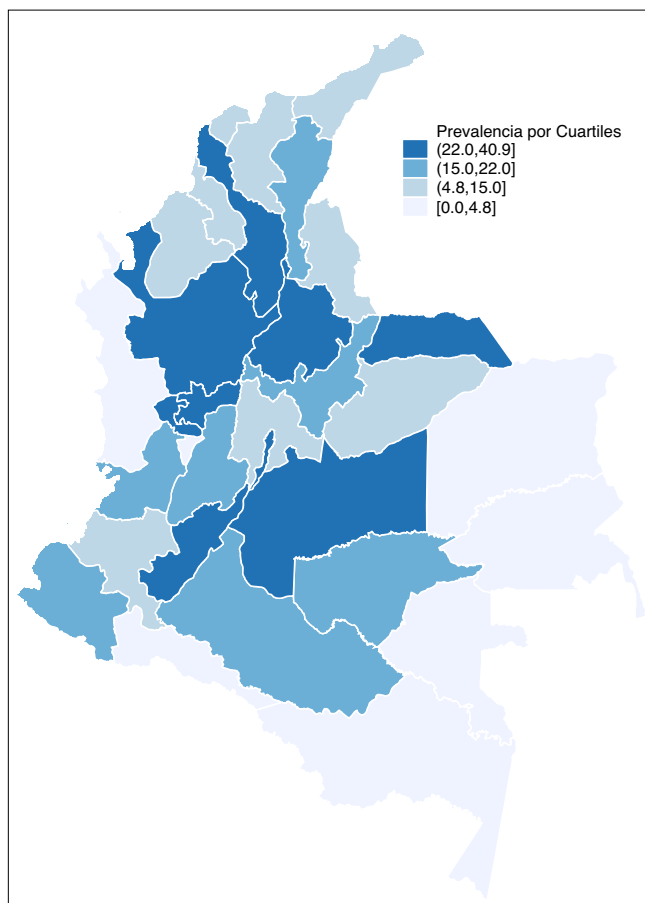 Prevalencia por Cuartiles
(22.0,40.9]
(15.0,22.0]
(4.8,15.0]
[0.0,4.8]